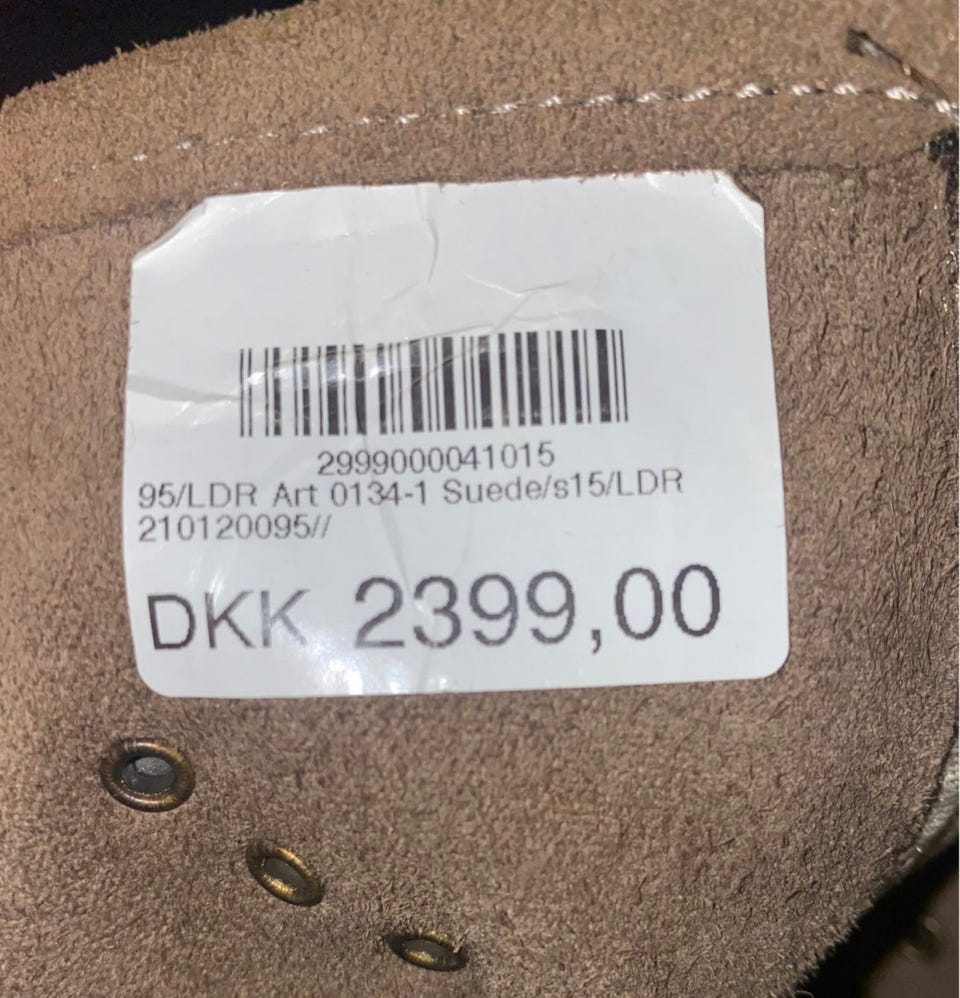 2999000041015
95/LDR Art 0134-1 Suede/s15/LDR
210120095//
DKK 2399,00